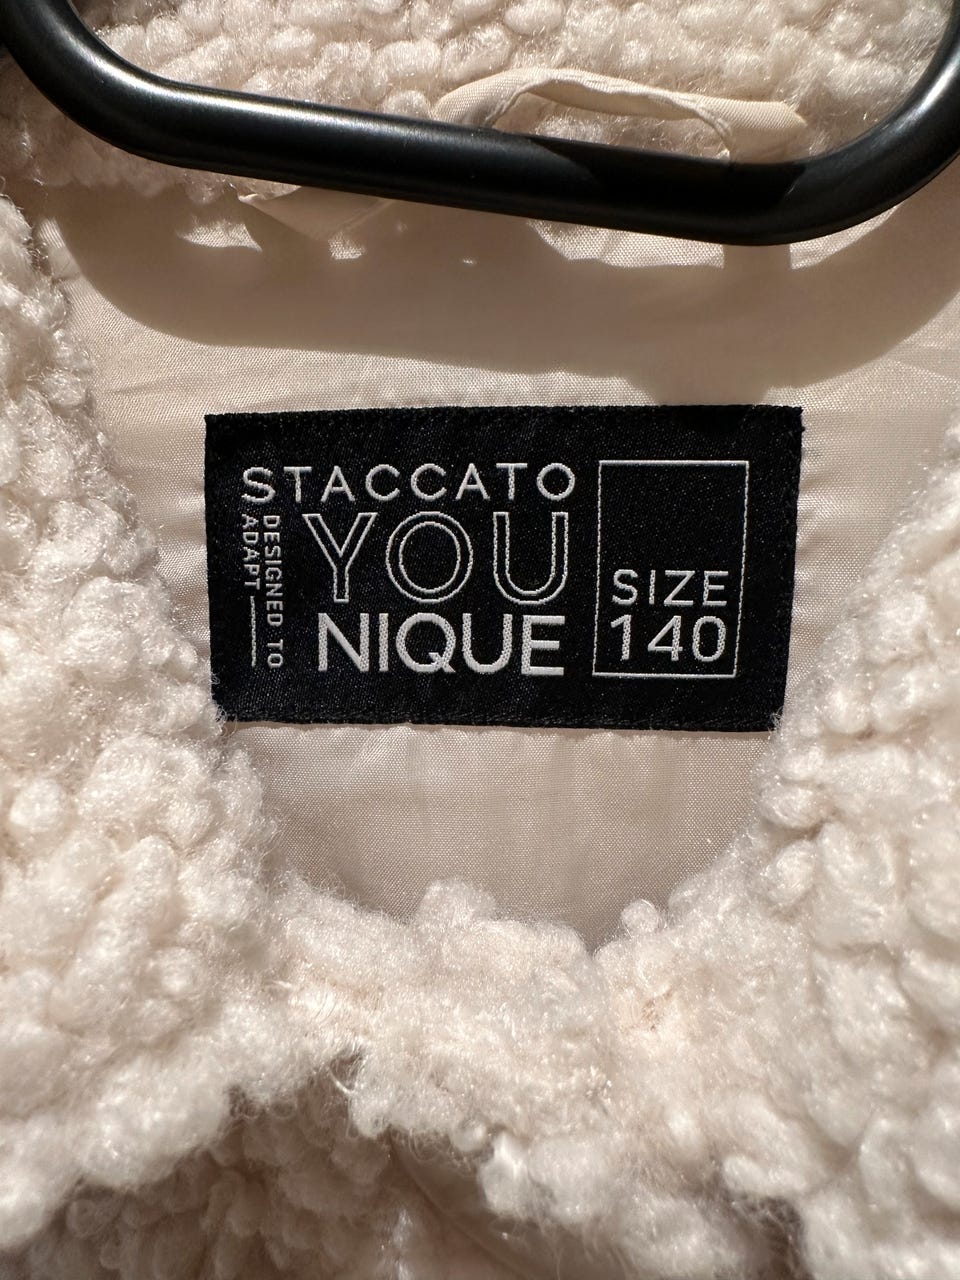 STACCATO
DESIGNED TO
ADAPT
YOU
NIQUE
SIZE
140